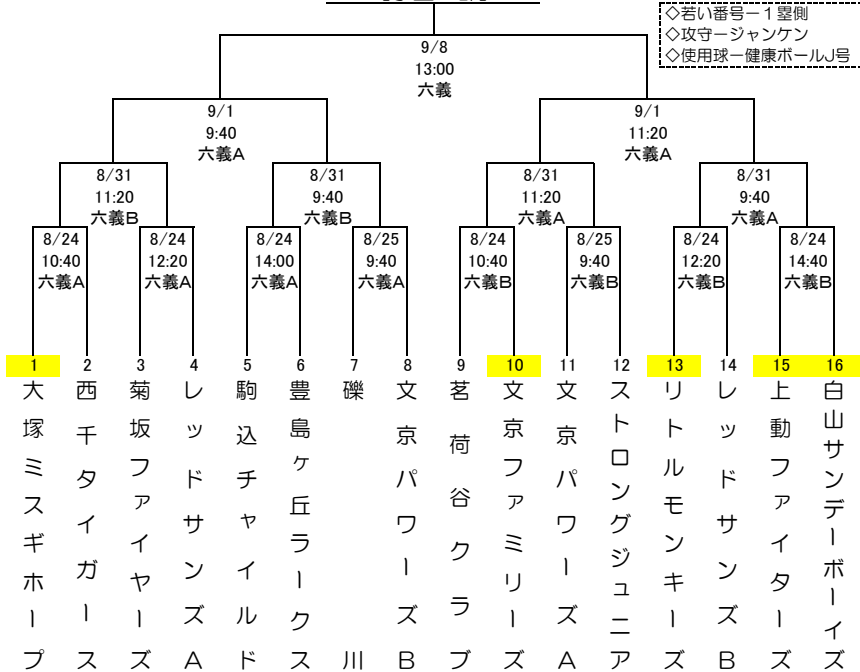 ◇若い番号－1塁側
◇攻守－ジャンケン
◇使用球－健康ボールJ号
9/8
13:00
六義
9/1
9:40
六義A
9/1
11:20
六義A
8/31
11:20
六義B
8/31
9:40
六義B
8/31
11:20
六義A
8/31
9:40
六義A
8/24
10:40
六義A
8/24
12:20
六義A
8/24
14:00
六義A
8/25
9:40
六義A
8/24
10:40
六義B
8/25
9:40
六義B
8/24
12:20
六義B
8/24
14:40
六義B
1
大塚ミスギホープ
2
西千タイガース
3
菊坂ファイヤーズ
4
レッドサンズA
5
駒込チャイルド
6
豊島ヶ丘ラークス
7
礫川
8
文京パワーズB
9
茗荷谷クラブ
10
文京ファミリーズ
11
文京パワーズA
12
ストロングジュニア
13
リトルモンキーズ
14
レッドサンズB
15
上動ファイターズ
16
白山サンデーボーイズ